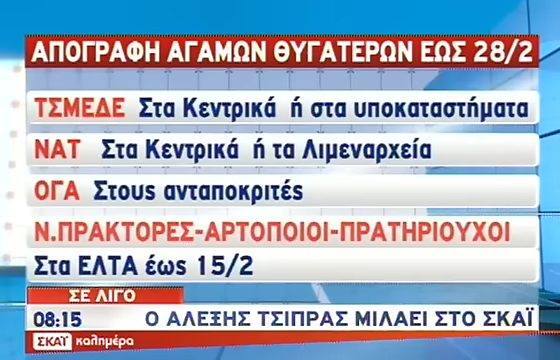 ΑΠΟΓΡΑΦΗ ΑΓΑΜΩΝ ΘΥΓΑΤΕΡΩΝ ΕΩΣ 28/2
ΤΣΜΕΔΕ Στα Κεντρικά ή στα υποκαταστήματα
ΝΑΤ Στα Κεντρικά ή τα Λιμεναρχεία
ΟΓΑ Στους ανταποκριτές
Ν.ΠΡΑΚΤΟΡΕΣ-ΑΡΤΟΠΟΙΟΙ-ΠΡΑΤΗΡΙΟΥΧΟΙ
Στα ΕΛΤΑ έως 15/2
ΣΕ ΛΙΓΟ
08:15 Ο ΑΛΕΞΗΣ ΤΣΙΠΡΑΣ ΜΙΛΑΕΙ ΣΤΟ ΣΚΑΪ
ΣΚΑΪ καλημέρα